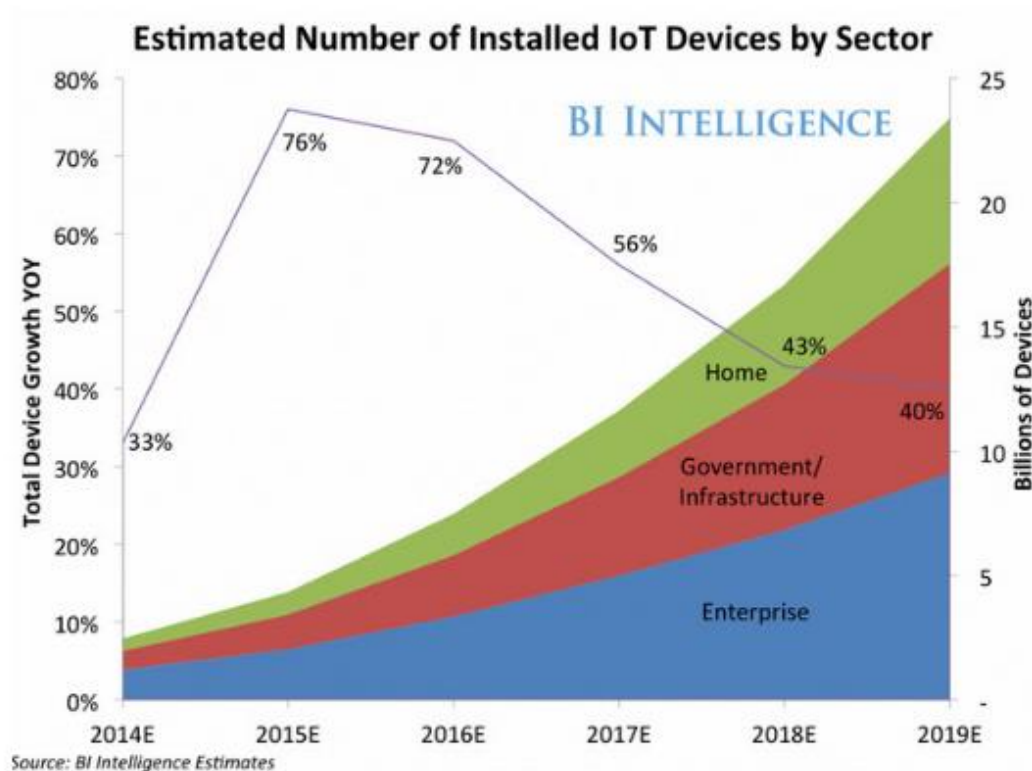 Estimated Number of Installed IoT Devices by Sector
BI INTELLIGENCE
Total Device Growth YOY
80%
70%
60%
50%
40%
30%
20%
10%
0%
25
20
15
10
5
-
Billions of Devices
33%
76%
72%
56%
43%
40%
Home
Government/
Infrastructure
Enterprise
2014E 2015E 2016E 2017E 2018E 2019E
Source: BI Intelligence Estimates